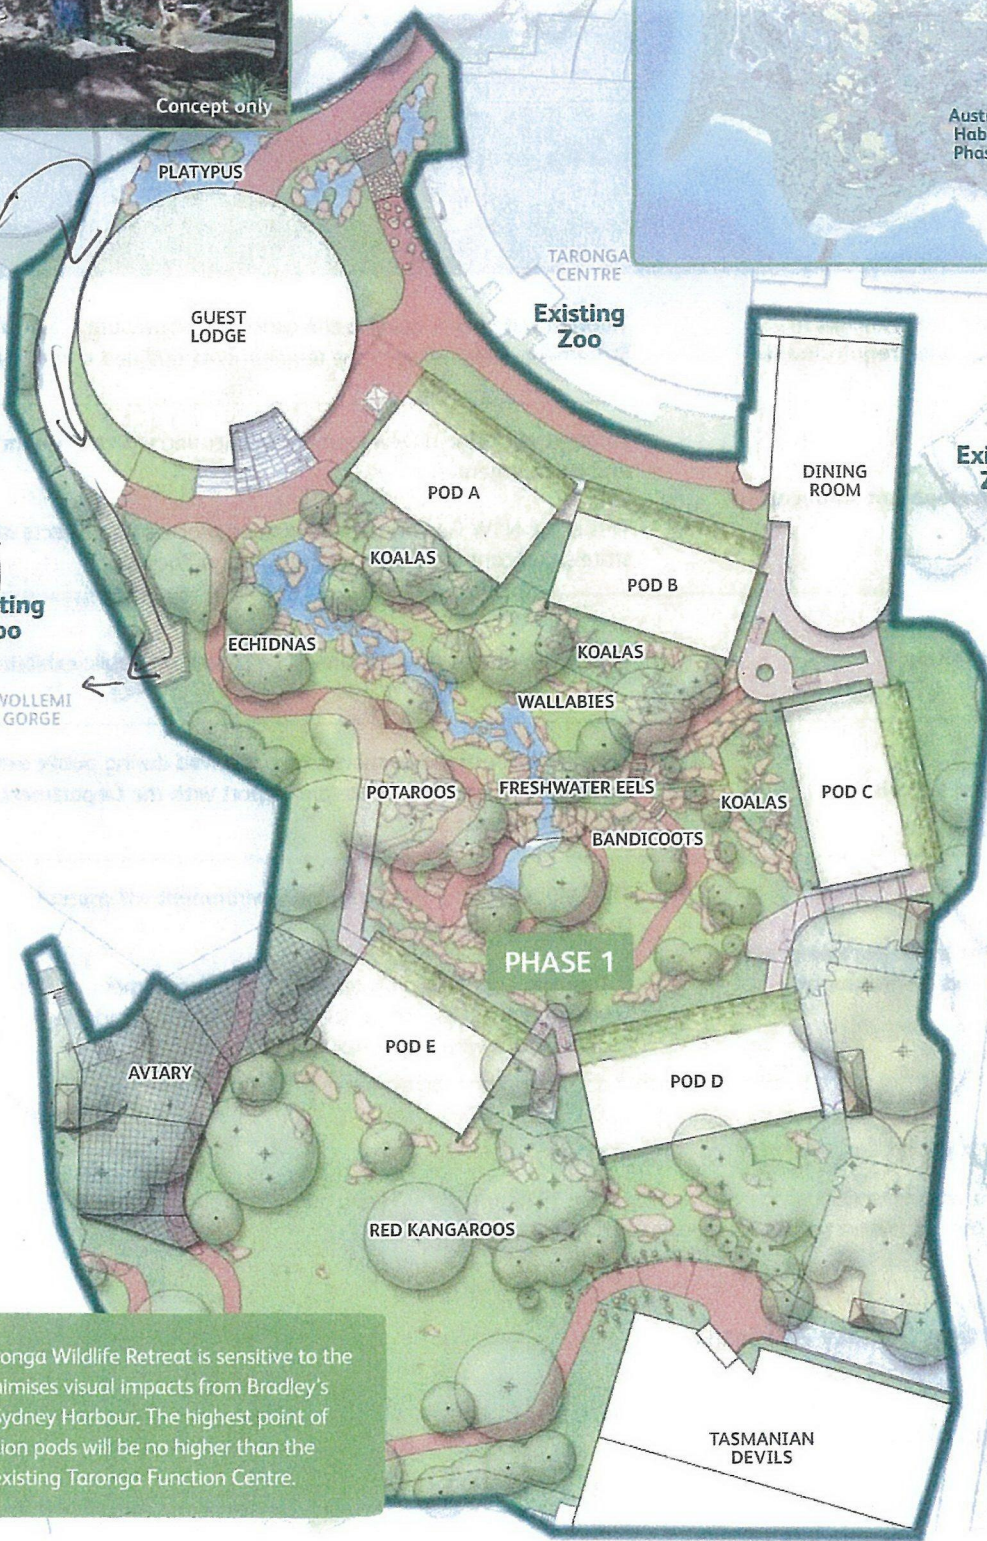 Concept only
PLATYPUS
TARONGA
CENTRE
Existing
Zoo
GUEST
LODGE
POD A
DINING
ROOM
KOALAS
POD B
ECHIDNAS
KOALAS
WALLABIES
WOLLEMI
GORGE
POTAROOS
FRESHWATER EELS
KOALAS
POD C
BANDICOOTS
PHASE 1
POD E
AVIARY
POD D
RED KANGAROOS
onga Wildlife Retreat is sensitive to the
nimises visual impacts from Bradley's
Sydney Harbour. The highest point of
ion pods will be no higher than the
existing Taronga Function Centre.
TASMANIAN
DEVILS